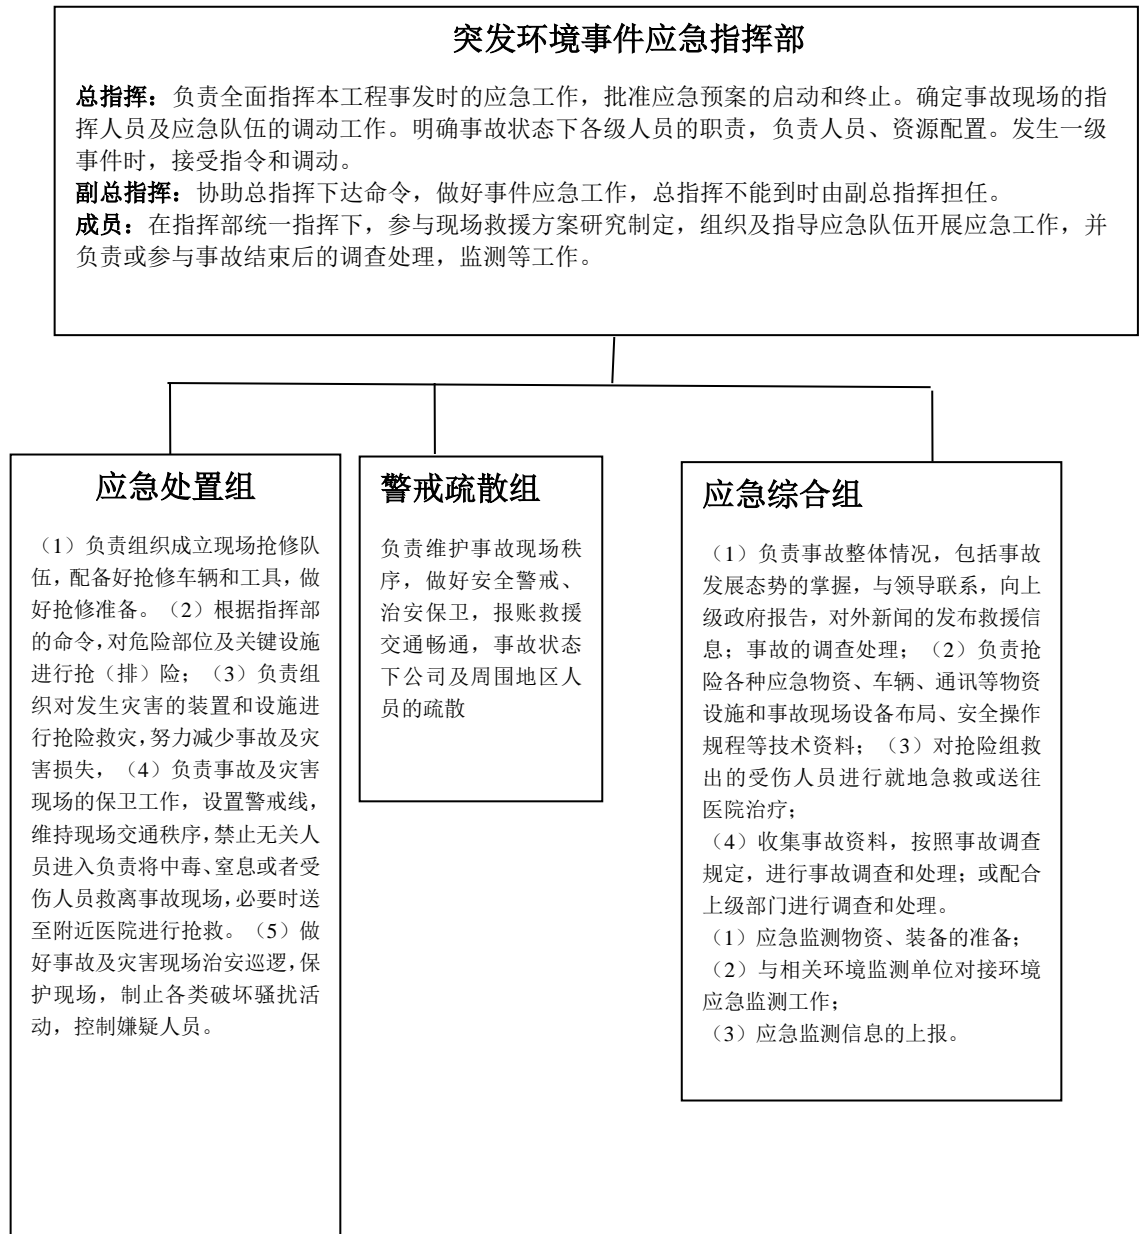 突发环境事件应急指挥部
总指挥：负责全面指挥本工程事发时的应急工作，批准应急预案的启动和终止。确定事故现场的指
挥人员及应急队伍的调动工作。明确事故状态下各级人员的职责，负责人员、资源配置。发生一级
事件时，接受指令和调动。
副总指挥：协助总指挥下达命令，做好事件应急工作，总指挥不能到时由副总指挥担任。
成员：在指挥部统一指挥下，参与现场救援方案研究制定，组织及指导应急队伍开展应急工作，并
负责或参与事故结束后的调查处理，监测等工作。
应急处置组
（1）负责组织成立现场抢修队
伍，配备好抢修车辆和工具，做
好抢修准备。（2）根据指挥部
的命令，对危险部位及关键设施
进行抢（排）险；（3）负责组
织对发生灾害的装置和设施进
行抢险救灾，努力减少事故及灾
害损失，（4）负责事故及灾害
现场的保卫工作，设置警戒线，
维持现场交通秩序，禁止无关人
员进入负责将中毒、窒息或者受
伤人员救离事故现场，必要时送
至附近医院进行抢救。（5）做
好事故及灾害现场治安巡逻，保
护现场，制止各类破坏骚扰活
动，控制嫌疑人员。
警戒疏散组
负责维护事故现场秩
序，做好安全警戒、
治安保卫，报账救援
交通畅通，事故状态
下公司及周围地区人
员的疏散
应急综合组
（1）负责事故整体情况，包括事故
发展态势的掌握，与领导联系，向上
级政府报告，对外新闻的发布救援信
息；事故的调查处理；（2）负责抢
险各种应急物资、车辆、通讯等物资
设施和事故现场设备布局、安全操作
规程等技术资料；（3）对抢险组救
出的受伤人员进行就地急救或送往
医院治疗；
（4）收集事故资料，按照事故调查
规定，进行事故调查和处理；或配合
上级部门进行调查和处理。
（1）应急监测物资、装备的准备；
（2）与相关环境监测单位对接环境
应急监测工作；
（3）应急监测信息的上报。